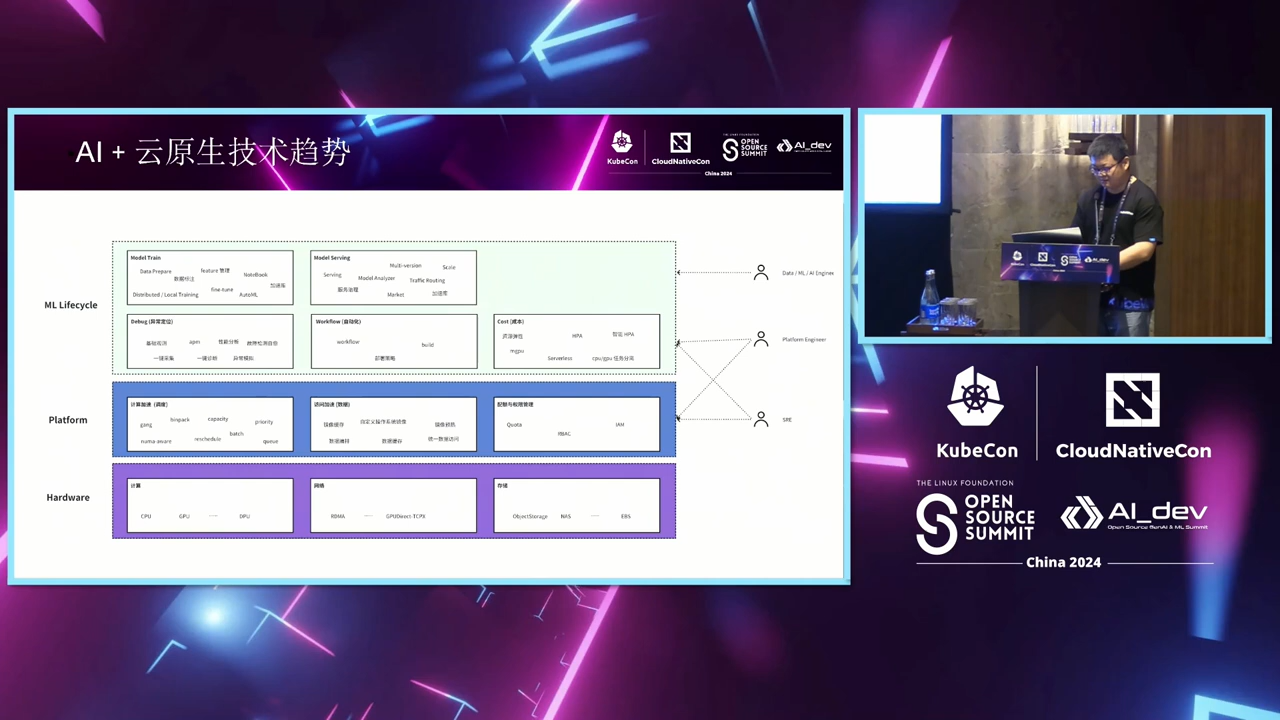 AI + 云原生技术趋势
KubeCon
CloudNativeCon
THE LINUX FOUNDATION
OPEN SOURCE SUMMIT
AI_dev
China 2024
ML Lifecycle
Model Train
Data Prepare
feature 管理
数据标注
NoteBook
加速库
fine-tune
Distributed / Local Training
AutoML
Model Serving
Multi-version
Scale
Serving
Model Analyzer
Traffic Routing
服务治理
Market
加速库
Data / ML / AI Engineer
Debug (异常定位)
基础观测
apm
性能分析
故障检测自愈
一键采集
一键诊断
异常模拟
Workflow (自动化)
workflow
build
部署策略
Cost (成本)
资源弹性
HPA
智能 HPA
mgpu
Serverless
cpu/gpu 任务分离
Platform Engineer
Platform
计算加速 (调度)
gang
binpack
capacity
priority
numa aware
reschedule
batch
queue
访问加速 (数据)
镜像缓存
自定义操作系统镜像
镜像预热
数据编排
数据缓存
统一数据访问
配额与权限管理
Quota
RBAC
IAM
SRE
Hardware
计算
CPU
GPU
......
DPU
网络
RDMA
......
GPUDirect-TCPX
存储
ObjectStorage
NAS
......
EBS
KubeCon
CloudNativeCon
THE LINUX FOUNDATION
OPEN SOURCE SUMMIT
AI_dev
Open Source GenAI & ML Summit
China 2024